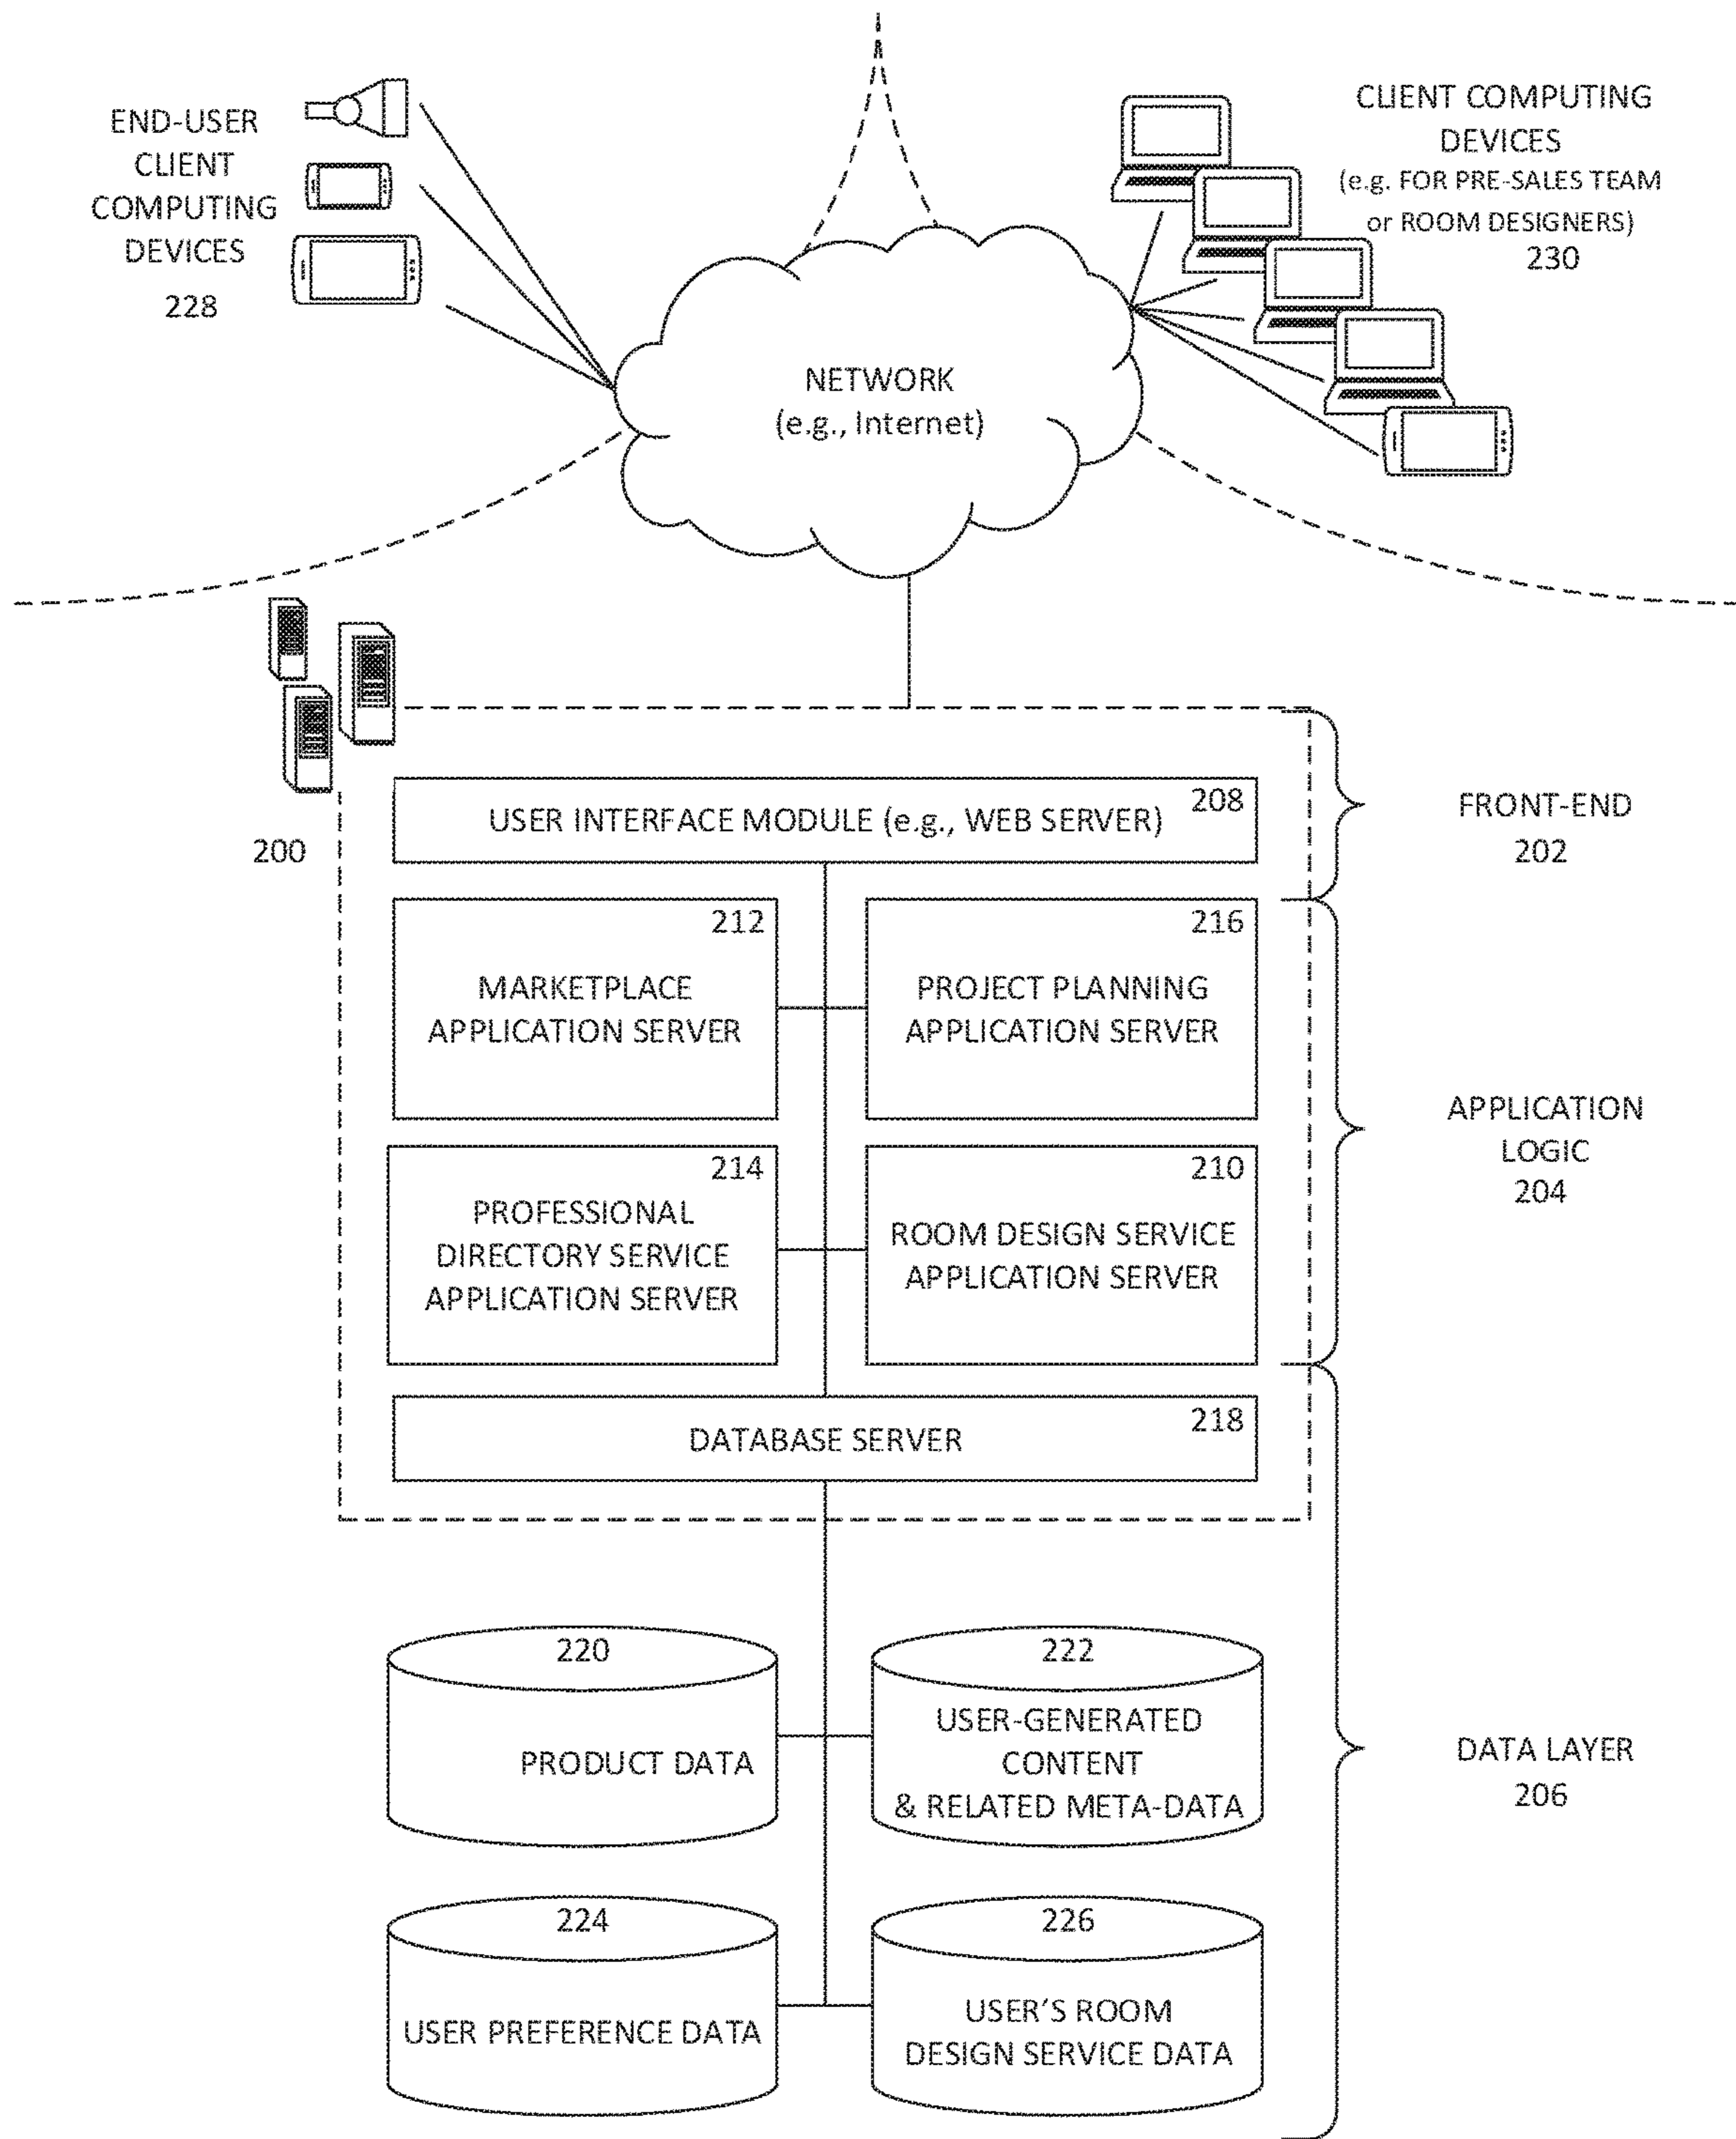 END-USER
CLIENT
COMPUTING
DEVICES
228
CLIENT COMPUTING
DEVICES
(e.g. FOR PRE-SALES TEAM
or ROOM DESIGNERS)
230
NETWORK
(e.g., Internet)
200
208
USER INTERFACE MODULE (e.g., WEB SERVER)
FRONT-END
202
212
MARKETPLACE
APPLICATION SERVER
216
PROJECT PLANNING
APPLICATION SERVER
214
PROFESSIONAL
DIRECTORY SERVICE
APPLICATION SERVER
210
ROOM DESIGN SERVICE
APPLICATION SERVER
APPLICATION
LOGIC
204
218
DATABASE SERVER
220
PRODUCT DATA
222
USER-GENERATED
CONTENT
& RELATED META-DATA
DATA LAYER
206
224
USER PREFERENCE DATA
226
USER'S ROOM
DESIGN SERVICE DATA